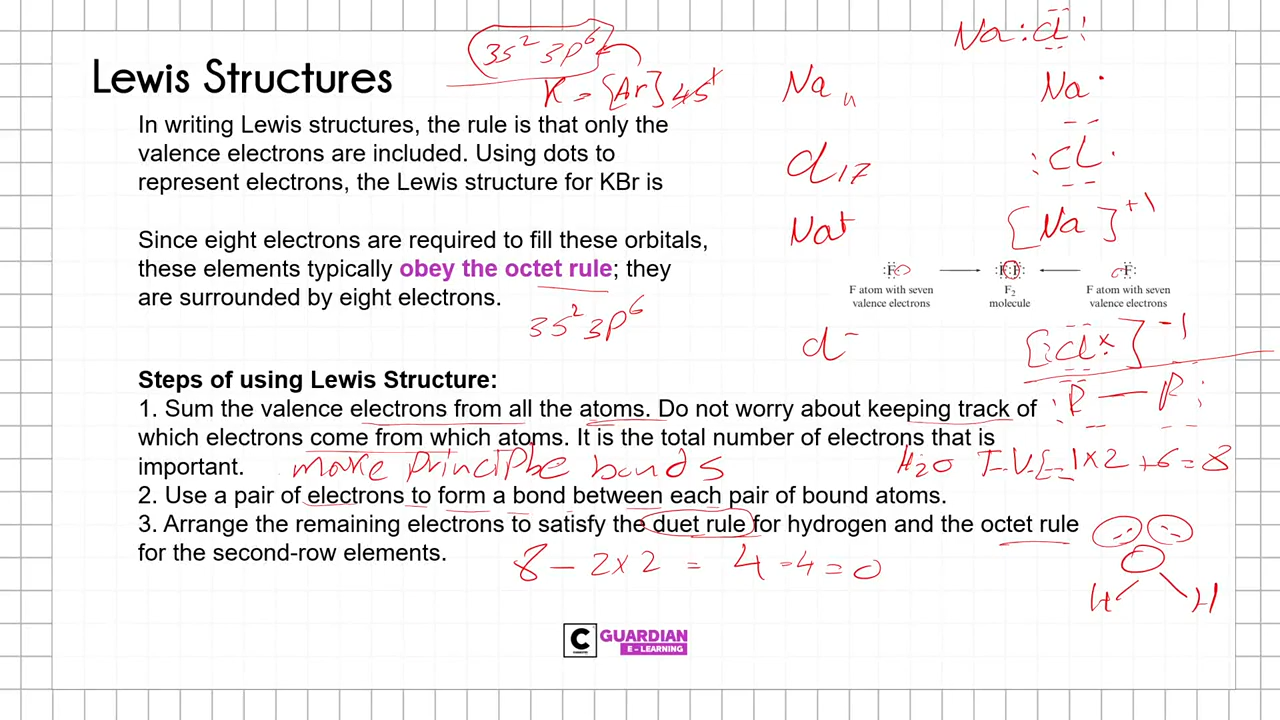 Na:Cl:
3s² 3p⁶
Lewis Structures
K = [Ar] 4s¹
Na ₁₁
Na·
In writing Lewis structures, the rule is that only the
valence electrons are included. Using dots to
represent electrons, the Lewis structure for KBr is
Cl ₁₇
:Cl·
Na⁺
[Na]⁺¹
Since eight electrons are required to fill these orbitals,
these elements typically obey the octet rule; they
are surrounded by eight electrons.
:F
:F F:
F:
F atom with seven
valence electrons
F₂
molecule
F atom with seven
valence electrons
3s² 3p⁶
Cl⁻
[:Cl×]⁻¹
Steps of using Lewis Structure:
1. Sum the valence electrons from all the atoms. Do not worry about keeping track of
which electrons come from which atoms. It is the total number of electrons that is
important.
make principbe bonds
H₂O T.V.E = 1×2 + 6 = 8
2. Use a pair of electrons to form a bond between each pair of bound atoms.
3. Arrange the remaining electrons to satisfy the duet rule for hydrogen and the octet rule
for the second-row elements.
8 - 2×2 = 4 - 4 = 0
O
H H
C
GUARDIAN
E - LEARNING